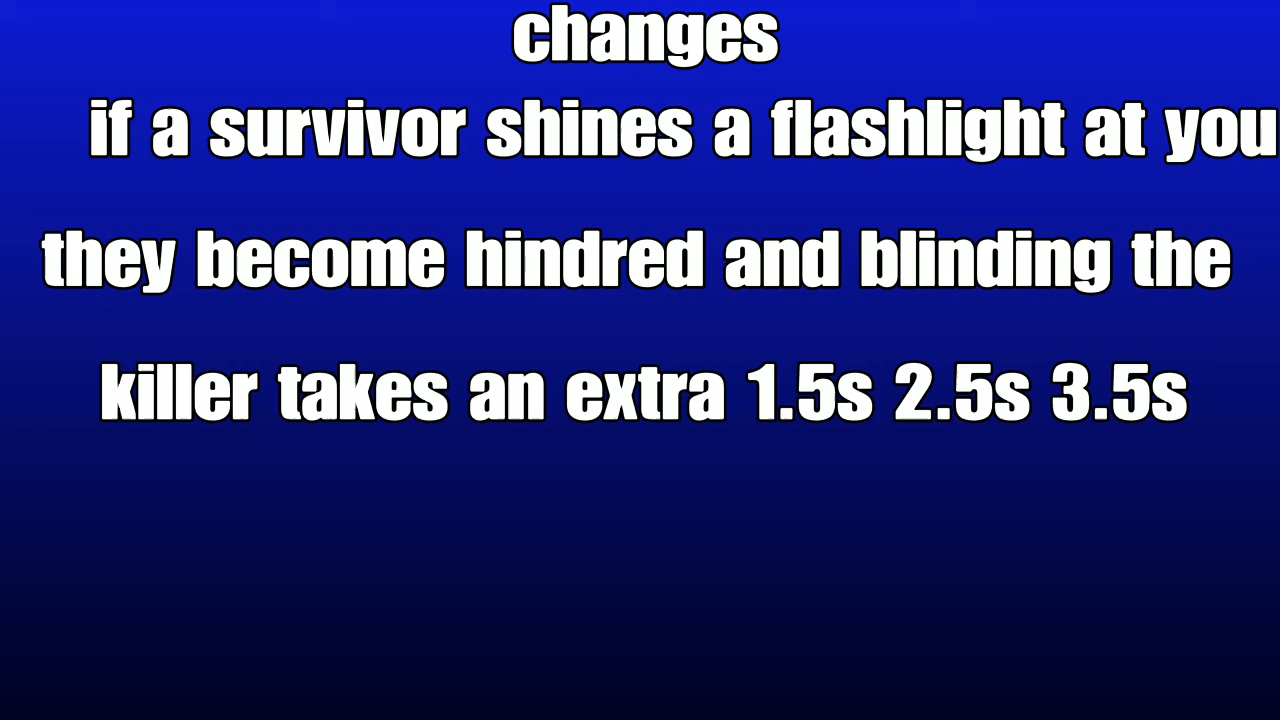 changes
if a survivor shines a flashlight at you
they become hindred and blinding the
killer takes an extra 1.5s 2.5s 3.5s